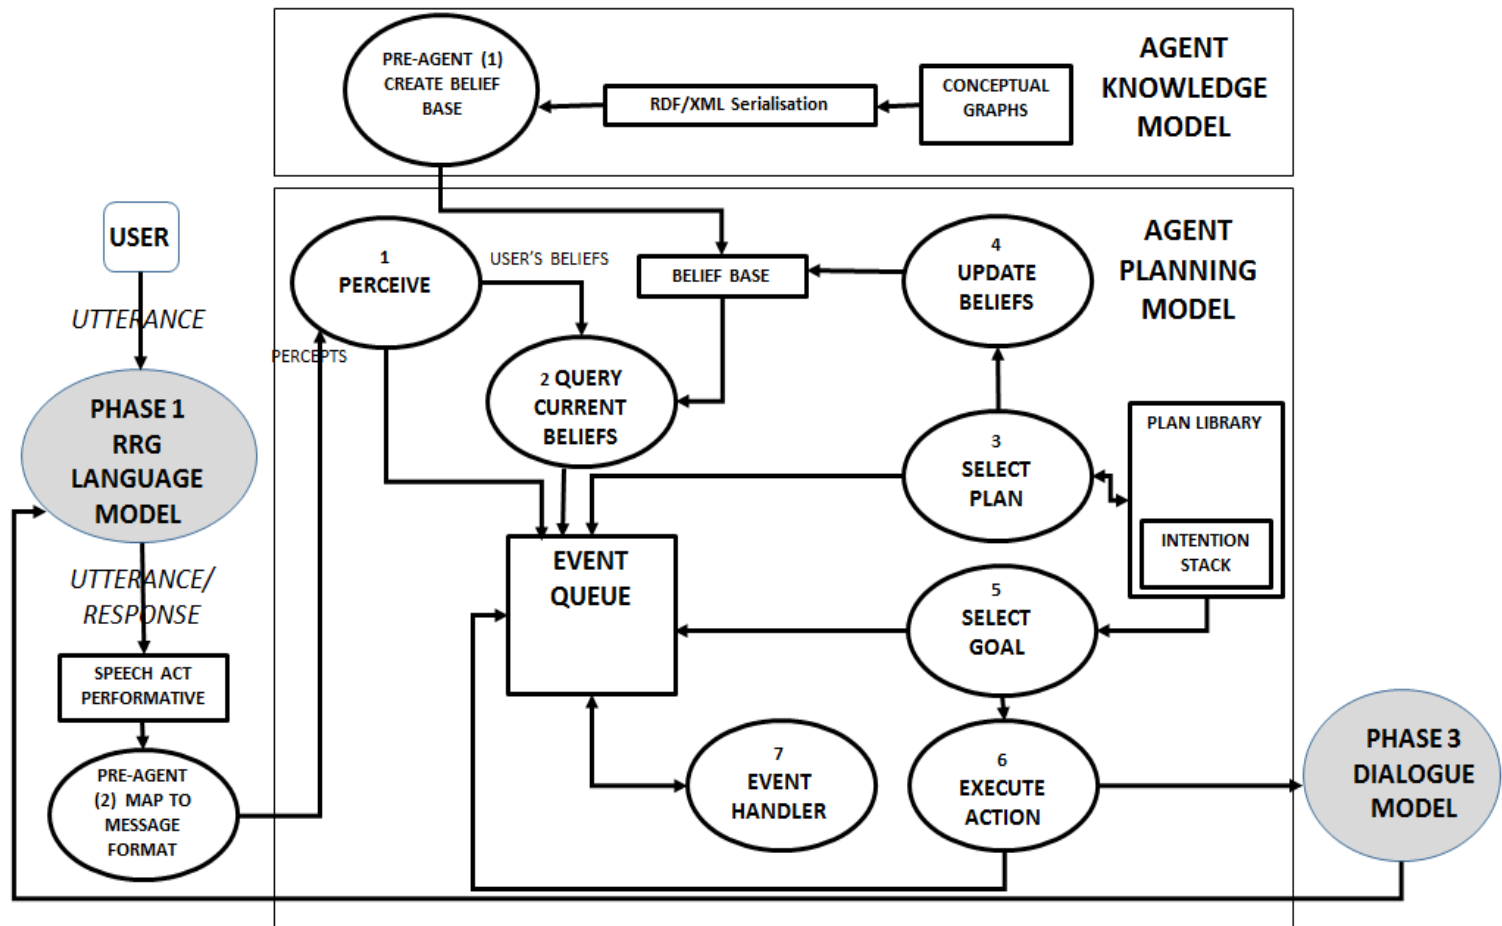 PRE-AGENT (1)
CREATE BELIEF
BASE
RDF/XML Serialisation
CONCEPTUAL
GRAPHS
AGENT
KNOWLEDGE
MODEL
USER
UTTERANCE
PHASE 1
RRG
LANGUAGE
MODEL
UTTERANCE/
RESPONSE
SPEECH ACT
PERFORMATIVE
PRE-AGENT
(2) MAP TO
MESSAGE
FORMAT
PERCEPTS
1
PERCEIVE
USER'S BELIEFS
2 QUERY
CURRENT
BELIEFS
BELIEF BASE
4
UPDATE
BELIEFS
AGENT
PLANNING
MODEL
3
SELECT
PLAN
PLAN LIBRARY
INTENTION
STACK
EVENT
QUEUE
5
SELECT
GOAL
7
EVENT
HANDLER
6
EXECUTE
ACTION
PHASE 3
DIALOGUE
MODEL